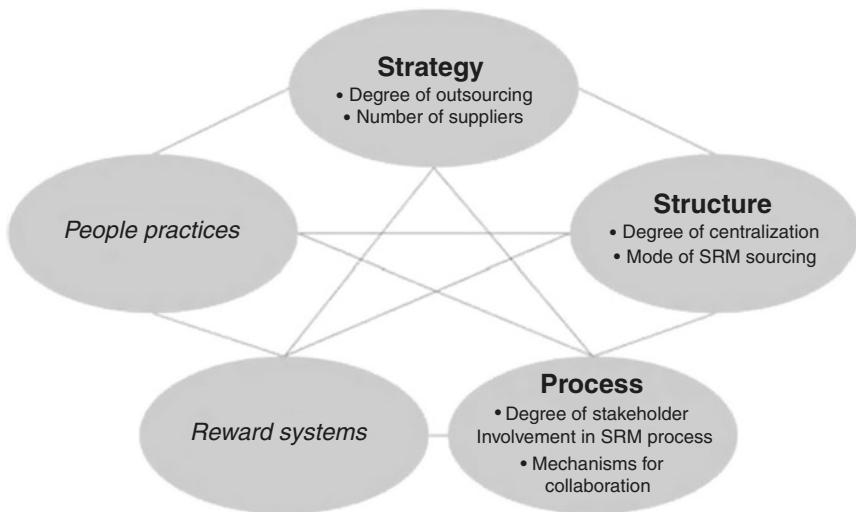 Strategy
• Degree of outsourcing
• Number of suppliers
People practices
Structure
• Degree of centralization
• Mode of SRM sourcing
Reward systems
Process
• Degree of stakeholder
Involvement in SRM process
• Mechanisms for
collaboration